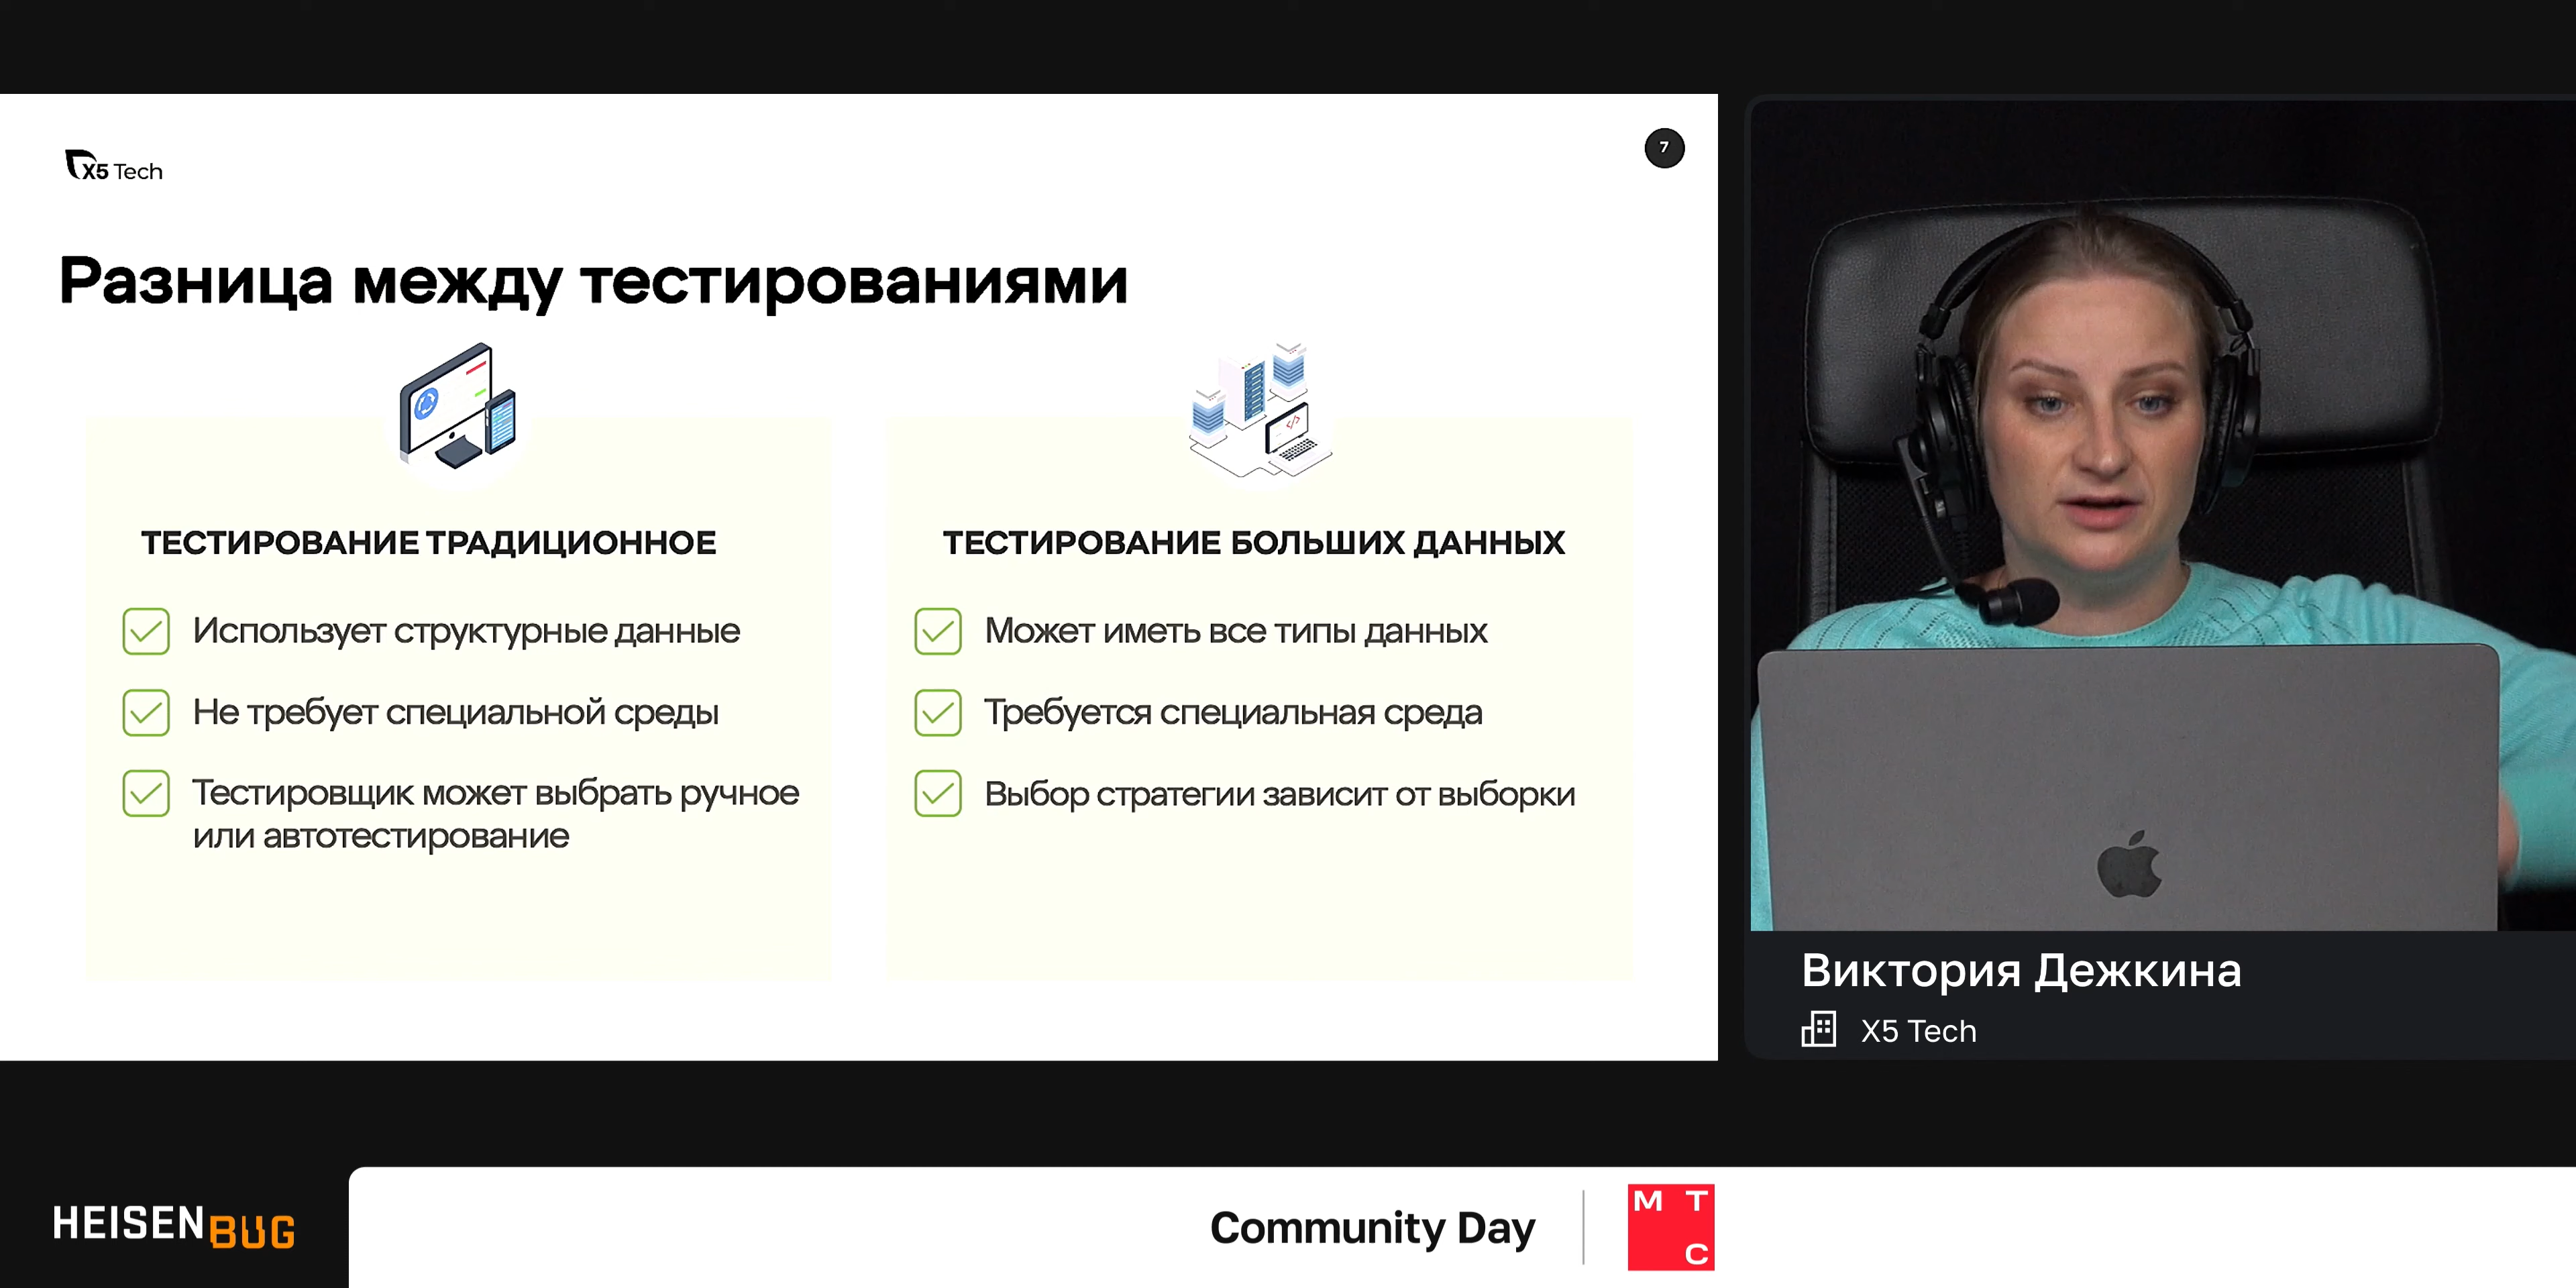 X5 Tech
7
Разница между тестированиями
ТЕСТИРОВАНИЕ ТРАДИЦИОННОЕ
Использует структурные данные
Не требует специальной среды
Тестировщик может выбрать ручное
или автотестирование
ТЕСТИРОВАНИЕ БОЛЬШИХ ДАННЫХ
Может иметь все типы данных
Требуется специальная среда
Выбор стратегии зависит от выборки
Виктория Дежкина
X5 Tech
HEISENBUG
Community Day
МТС